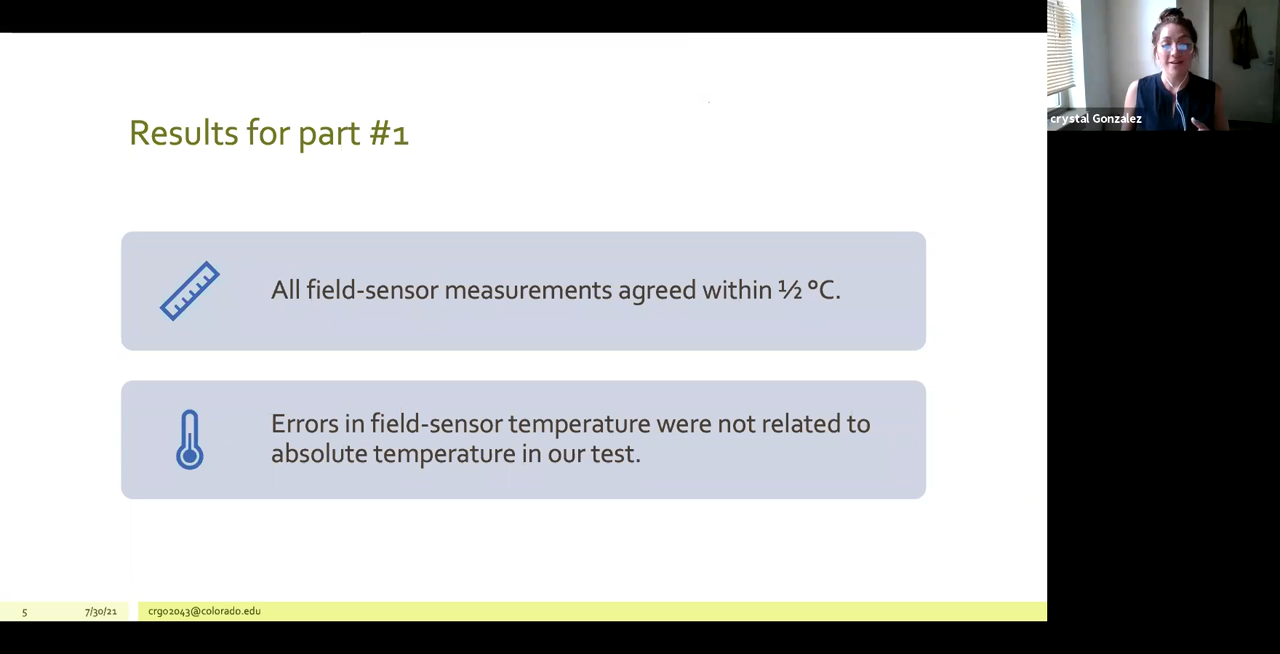 Results for part #1
All field-sensor measurements agreed within ½ °C.
Errors in field-sensor temperature were not related to
absolute temperature in our test.
5
7/30/21
crgo2043@colorado.edu
crystal Gonzalez